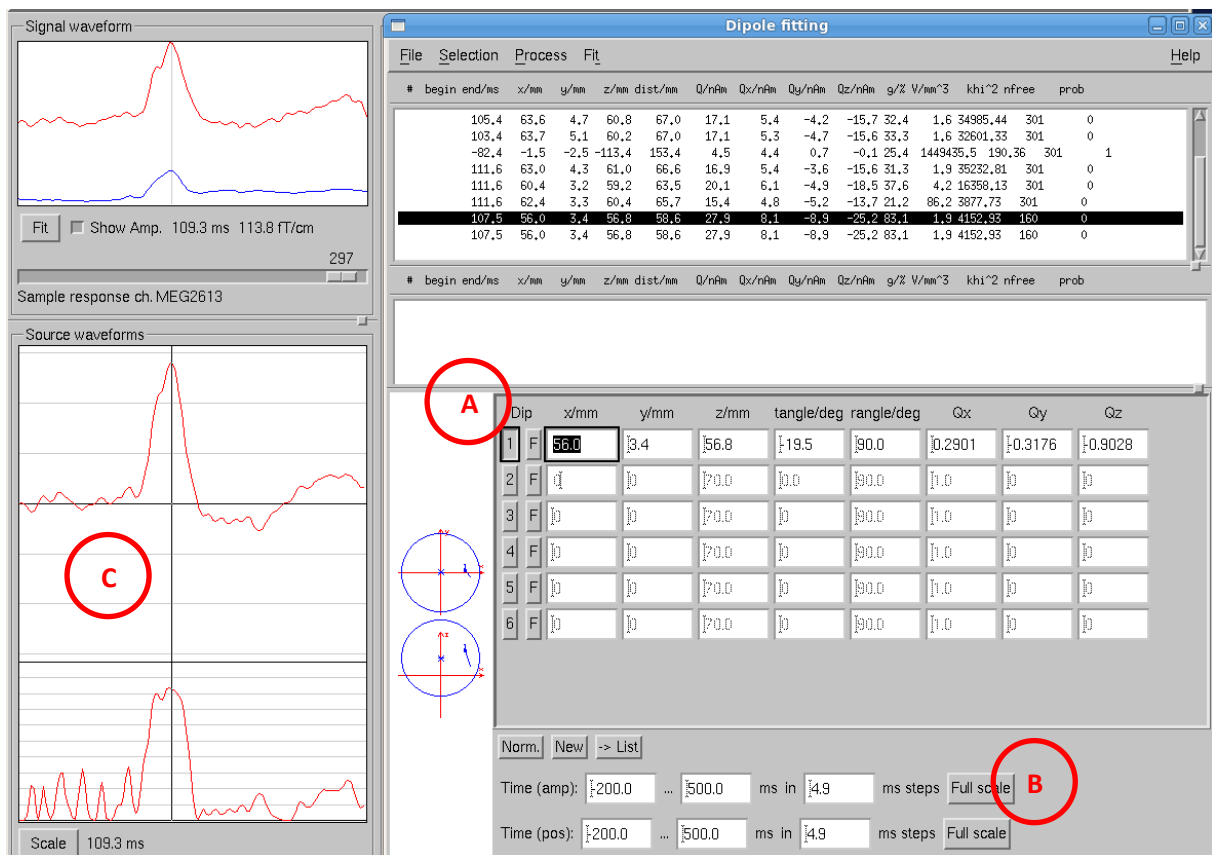 Signal waveform
Fit Show Amp. 109.3 ms 113.8 fT/cm
297
Sample response ch. MEG2613
Source waveforms
C
Scale 109.3 ms
Dipole fitting
File Selection Process Fit Help
# begin end/ms x/mm y/mm z/mm dist/mm Q/nAm Qx/nAm Qy/nAm Qz/nAm g/% V/mm^3 khi^2 nfree prob
105.4 63.6 4.7 60.8 67.0 17.1 5.4 -4.2 -15.7 32.4 1.6 34985.44 301 0
103.4 63.7 5.1 60.2 67.0 17.1 5.3 -4.7 -15.6 33.3 1.6 32601.33 301 0
-82.4 -1.5 -2.5 -113.4 153.4 4.5 4.4 0.7 -0.1 25.4 1449435.5 190.36 301 1
111.6 63.0 4.3 61.0 66.6 16.9 5.4 -3.6 -15.6 31.3 1.9 35232.81 301 0
111.6 60.4 3.2 59.2 63.5 20.1 6.1 -4.9 -18.5 37.6 4.2 16358.13 301 0
111.6 62.4 3.3 60.4 65.7 15.4 4.8 -5.2 -13.7 21.2 86.2 3877.73 301 0
107.5 56.0 3.4 56.8 58.6 27.9 8.1 -8.9 -25.2 83.1 1.9 4152.93 160 0
107.5 56.0 3.4 56.8 58.6 27.9 8.1 -8.9 -25.2 83.1 1.9 4152.93 160 0
# begin end/ms x/mm y/mm z/mm dist/mm Q/nAm Qx/nAm Qy/nAm Qz/nAm g/% V/mm^3 khi^2 nfree prob
A
Dip x/mm y/mm z/mm tangle/deg rangle/deg Qx Qy Qz
1 F 56.0 3.4 56.8 -19.5 90.0 0.2901 -0.3176 -0.9028
2 F 0 0 70.0 0.0 90.0 1.0 0 0
3 F 0 0 70.0 0 90.0 1.0 0 0
4 F 0 0 70.0 0 90.0 1.0 0 0
5 F 0 0 70.0 0 90.0 1.0 0 0
6 F 0 0 70.0 0 90.0 1.0 0 0
Norm. New -> List
Time (amp): -200.0 ... 500.0 ms in 4.9 ms steps Full scale
B
Time (pos): -200.0 ... 500.0 ms in 4.9 ms steps Full scale